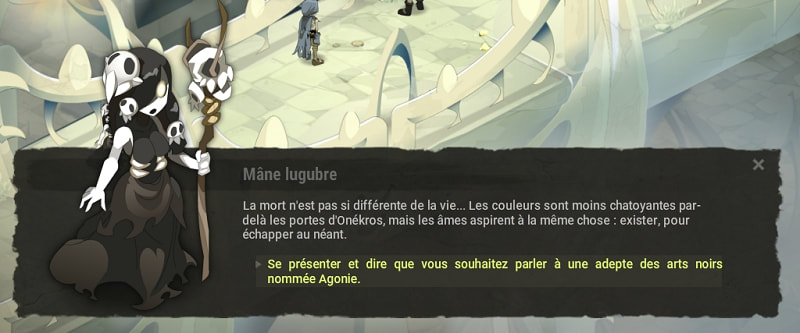 Mâne lugubre
La mort n'est pas si différente de la vie... Les couleurs sont moins chatoyantes par-
delà les portes d'Onékros, mais les âmes aspirent à la même chose : exister, pour
échapper au néant.
Se présenter et dire que vous souhaitez parler à une adepte des arts noirs
nommée Agonie.